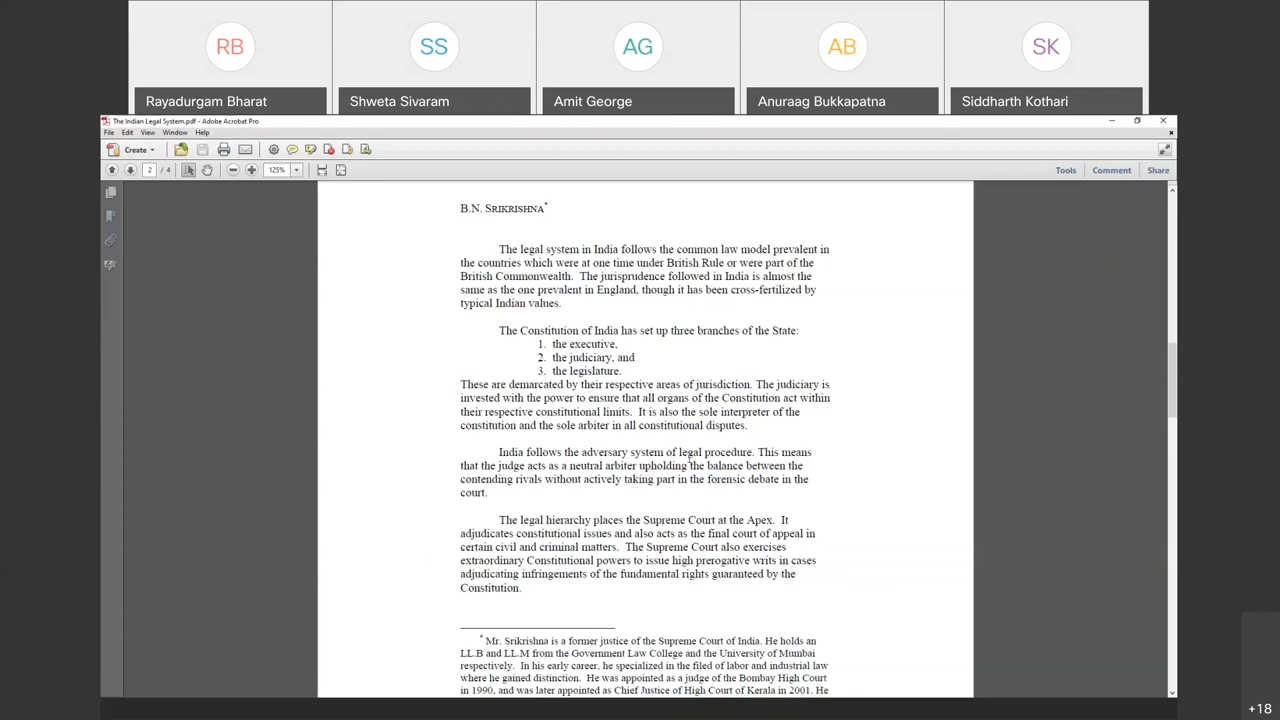 RB
SS
AG
AB
SK
Rayadurgam Bharat
Shweta Sivaram
Amit George
Anuraag Bukkapatna
Siddharth Kothari
The Indian Legal System.pdf - Adobe Acrobat Pro
File Edit View Window Help
Create
2 / 4
125%
Tools Comment Share
B.N. SRIKRISHNA*
The legal system in India follows the common law model prevalent in
the countries which were at one time under British Rule or were part of the
British Commonwealth. The jurisprudence followed in India is almost the
same as the one prevalent in England, though it has been cross-fertilized by
typical Indian values.
The Constitution of India has set up three branches of the State:
1. the executive,
2. the judiciary, and
3. the legislature.
These are demarcated by their respective areas of jurisdiction. The judiciary is
invested with the power to ensure that all organs of the Constitution act within
their respective constitutional limits. It is also the sole interpreter of the
constitution and the sole arbiter in all constitutional disputes.
India follows the adversary system of legal procedure. This means
that the judge acts as a neutral arbiter upholding the balance between the
contending rivals without actively taking part in the forensic debate in the
court.
The legal hierarchy places the Supreme Court at the Apex. It
adjudicates constitutional issues and also acts as the final court of appeal in
certain civil and criminal matters. The Supreme Court also exercises
extraordinary Constitutional powers to issue high prerogative writs in cases
adjudicating infringements of the fundamental rights guaranteed by the
Constitution.
* Mr. Srikrishna is a former justice of the Supreme Court of India. He holds an
LL.B and LL.M from the Government Law College and the University of Mumbai
respectively. In his early career, he specialized in the filed of labor and industrial law
where he gained distinction. He was appointed as a judge of the Bombay High Court
in 1990, and was later appointed as Chief Justice of High Court of Kerala in 2001. He
+18